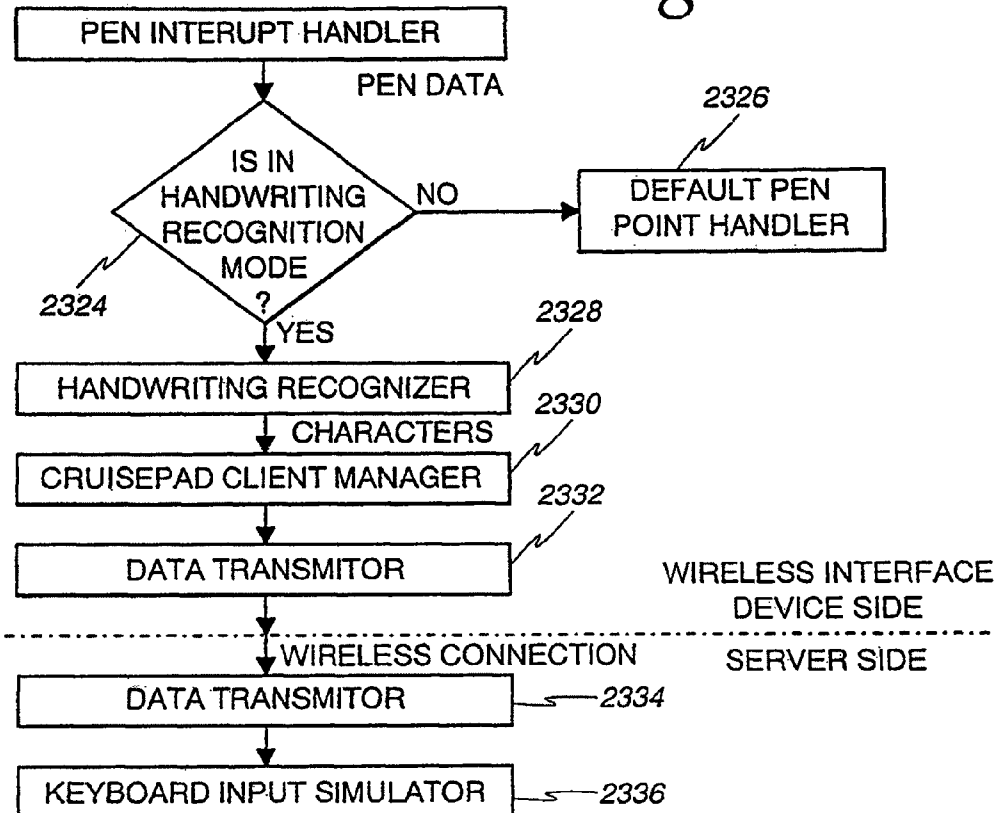 PEN INTERUPT HANDLER
PEN DATA
2326
IS IN
HANDWRITING
RECOGNITION
MODE
?
NO
DEFAULT PEN
POINT HANDLER
2324
YES
2328
HANDWRITING RECOGNIZER
2330
CHARACTERS
CRUISEPAD CLIENT MANAGER
2332
DATA TRANSMITOR
WIRELESS INTERFACE
DEVICE SIDE
WIRELESS CONNECTION
SERVER SIDE
DATA TRANSMITOR
2334
KEYBOARD INPUT SIMULATOR
2336